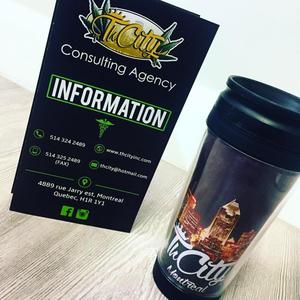 ThCity
Consulting Agency
INFORMATION
514 324 2489
www.thcityinc.com
514 325 2489
(FAX)
thcity@hotmail.com
4889 rue Jarry est, Montreal
Quebec, H1R 1Y1
ThCity
Montreal